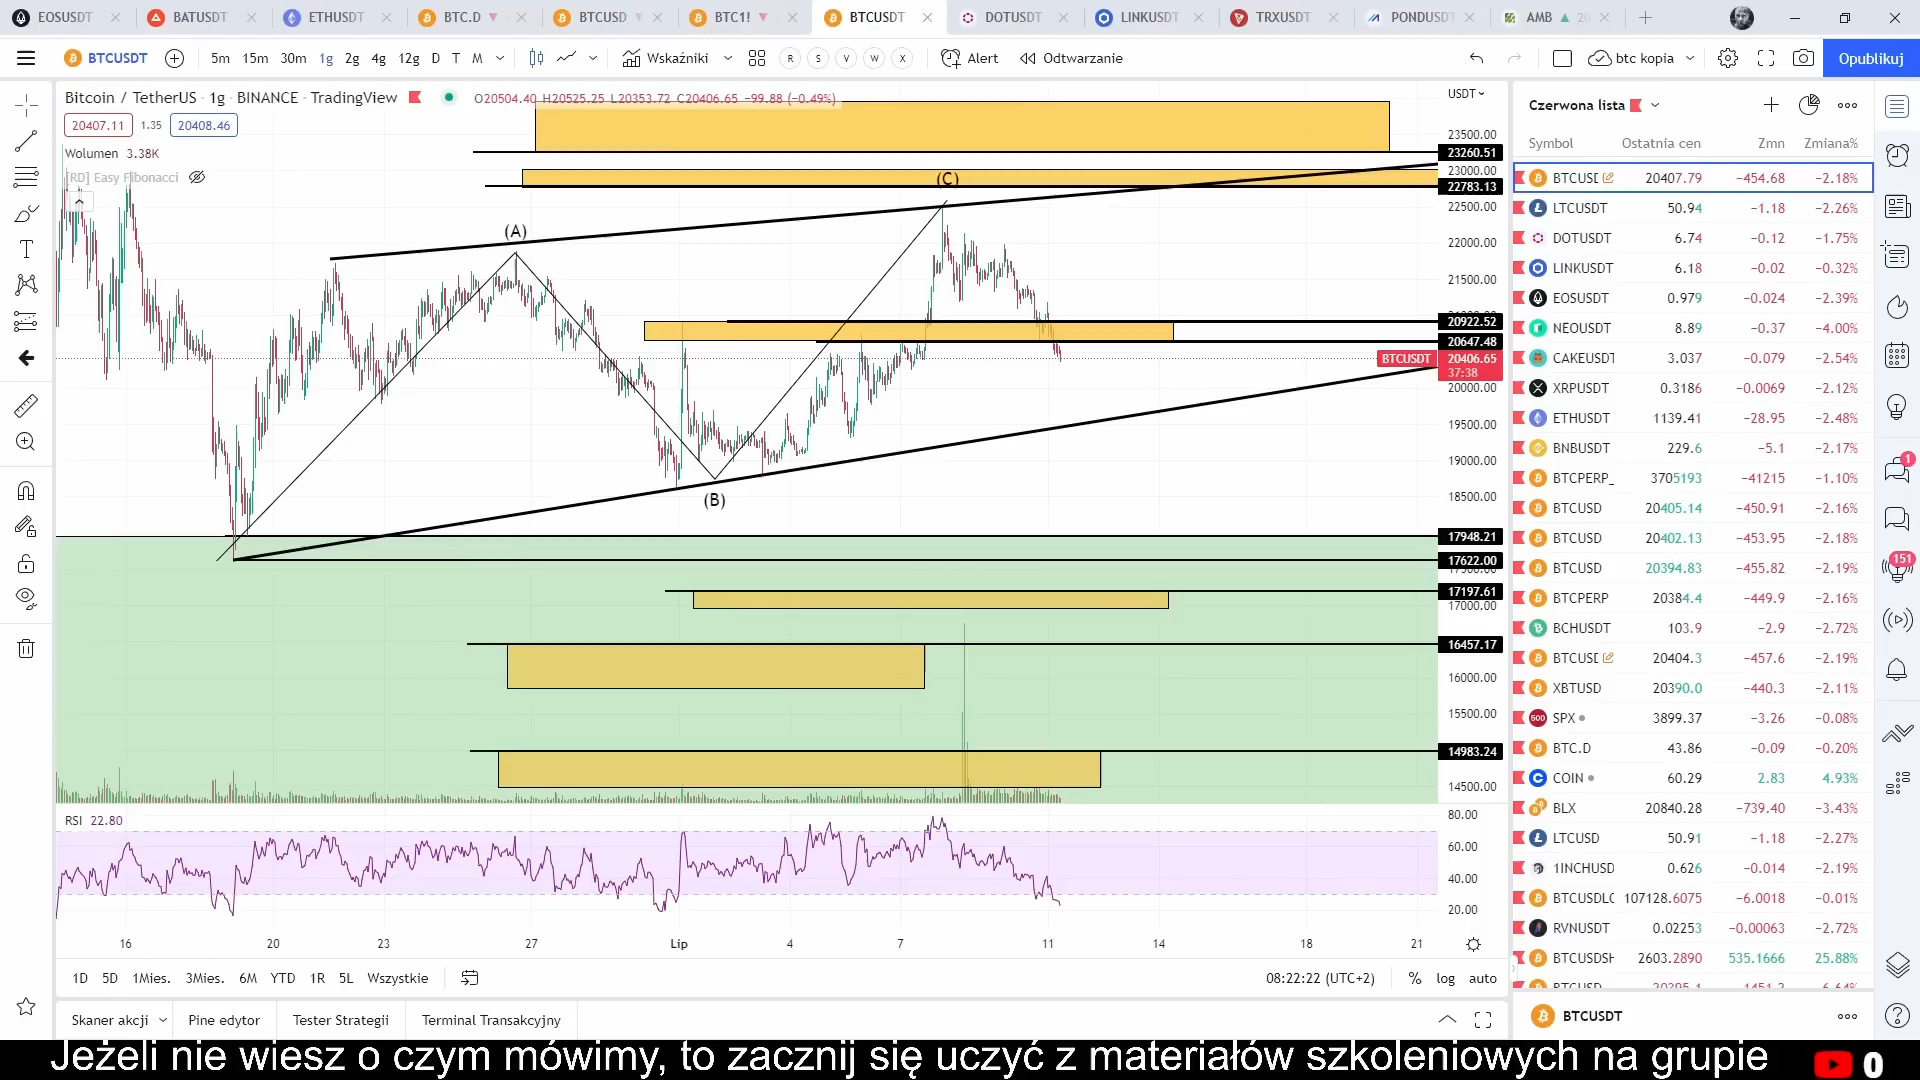 EOSUSDT
BATUSDT
ETHUSDT
BTC.D
BTCUSD
BTC1!
BTCUSDT
DOTUSDT
LINKUSDT
TRXUSDT
PONDUSDT
AMB
BTCUSDT 5m 15m 30m 1g 2g 4g 12g D T M Wskaźniki R S V W X Alert Odtwarzanie btc kopia Opublikuj
Bitcoin / TetherUS · 1g · BINANCE · TradingView O20504.40 H20525.25 L20353.72 C20406.65 −99.88 (−0.49%)
20407.11 1.35 20408.46
Wolumen 3.38K
[RD] Easy Fibonacci
(A)
(B)
(C)
USDT
23500.00
23260.51
23000.00
22783.13
22500.00
22000.00
21500.00
20922.52
20647.48
BTCUSDT 20406.65
37:38
20000.00
19500.00
19000.00
18500.00
17948.21
17622.00
17197.61
17000.00
16457.17
16000.00
15500.00
14983.24
14500.00
RSI 22.80
80.00
60.00
40.00
20.00
16 20 23 27 Lip 4 7 11 14 18 21
1D 5D 1Mies. 3Mies. 6M YTD 1R 5L Wszystkie 08:22:22 (UTC+2) % log auto
Skaner akcji Pine edytor Tester Strategii Terminal Transakcyjny
Czerwona lista
Symbol Ostatnia cen Zmn Zmiana%
BTCUSD 20407.79 −454.68 −2.18%
LTCUSDT 50.94 −1.18 −2.26%
DOTUSDT 6.74 −0.12 −1.75%
LINKUSDT 6.18 −0.02 −0.32%
EOSUSDT 0.979 −0.024 −2.39%
NEOUSDT 8.89 −0.37 −4.00%
CAKEUSDT 3.037 −0.079 −2.54%
XRPUSDT 0.3186 −0.0069 −2.12%
ETHUSDT 1139.41 −28.95 −2.48%
BNBUSDT 229.6 −5.1 −2.17%
BTCPERP_ 3705193 −41215 −1.10%
BTCUSD 20405.14 −450.91 −2.16%
BTCUSD 20402.13 −453.95 −2.18%
BTCUSD 20394.83 −455.82 −2.19%
BTCPERP 20384.4 −449.9 −2.16%
BCHUSDT 103.9 −2.9 −2.72%
BTCUSD 20404.3 −457.6 −2.19%
XBTUSD 20390.0 −440.3 −2.11%
SPX 3899.37 −3.26 −0.08%
BTC.D 43.86 −0.09 −0.20%
COIN 60.29 2.83 4.93%
BLX 20840.28 −739.40 −3.43%
LTCUSD 50.91 −1.18 −2.27%
1INCHUSD 0.626 −0.014 −2.19%
BTCUSDLO 107128.6075 −6.0018 −0.01%
RVNUSDT 0.02253 −0.00063 −2.72%
BTCUSDSH 2603.2890 535.1666 25.88%
BTCUSDT
1
151
Jeżeli nie wiesz o czym mówimy, to zacznij się uczyć z materiałów szkoleniowych na grupie
0